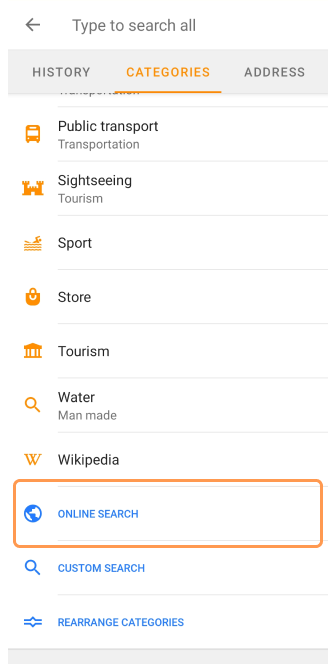 Type to search all
HISTORY
CATEGORIES
ADDRESS
Transportation
Public transport
Transportation
Sightseeing
Tourism
Sport
Store
Tourism
Water
Man made
Wikipedia
ONLINE SEARCH
CUSTOM SEARCH
REARRANGE CATEGORIES